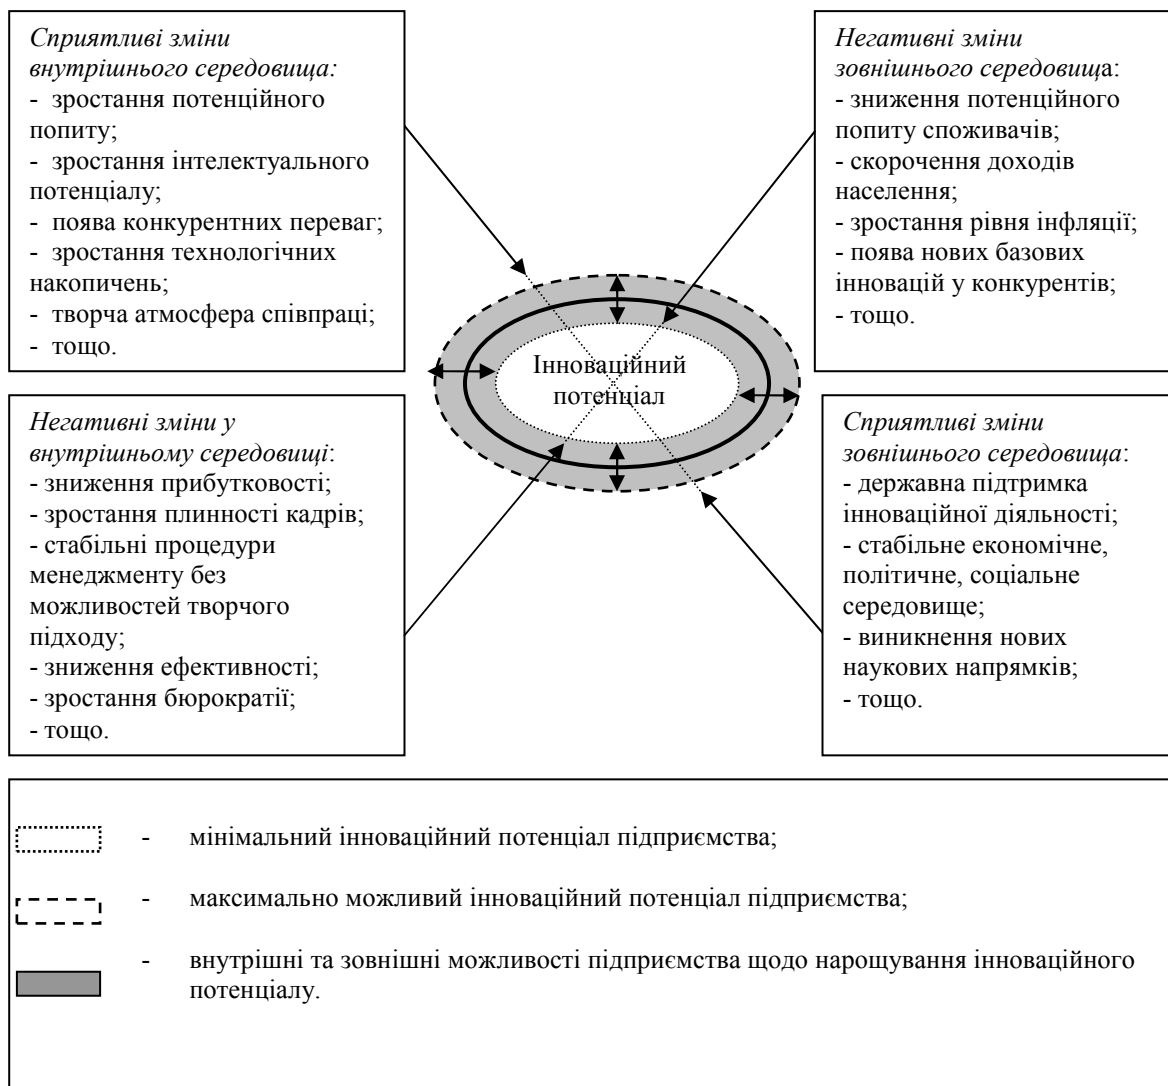 Сприятливі зміни
внутрішнього середовища:
- зростання потенційного
попиту;
- зростання інтелектуального
потенціалу;
- поява конкурентних переваг;
- зростання технологічних
накопичень;
- творча атмосфера співпраці;
- тощо.
Негативні зміни
зовнішнього середовища:
- зниження потенційного
попиту споживачів;
- скорочення доходів
населення;
- зростання рівня інфляції;
- поява нових базових
інновацій у конкурентів;
- тощо.
Інноваційний
потенціал
Негативні зміни у
внутрішньому середовищі:
- зниження прибутковості;
- зростання плинності кадрів;
- стабільні процедури
менеджменту без
можливостей творчого
підходу;
- зниження ефективності;
- зростання бюрократії;
- тощо.
Сприятливі зміни
зовнішнього середовища:
- державна підтримка
інноваційної діяльності;
- стабільне економічне,
політичне, соціальне
середовище;
- виникнення нових
наукових напрямків;
- тощо.
- мінімальний інноваційний потенціал підприємства;
- максимально можливий інноваційний потенціал підприємства;
- внутрішні та зовнішні можливості підприємства щодо нарощування інноваційного
потенціалу.